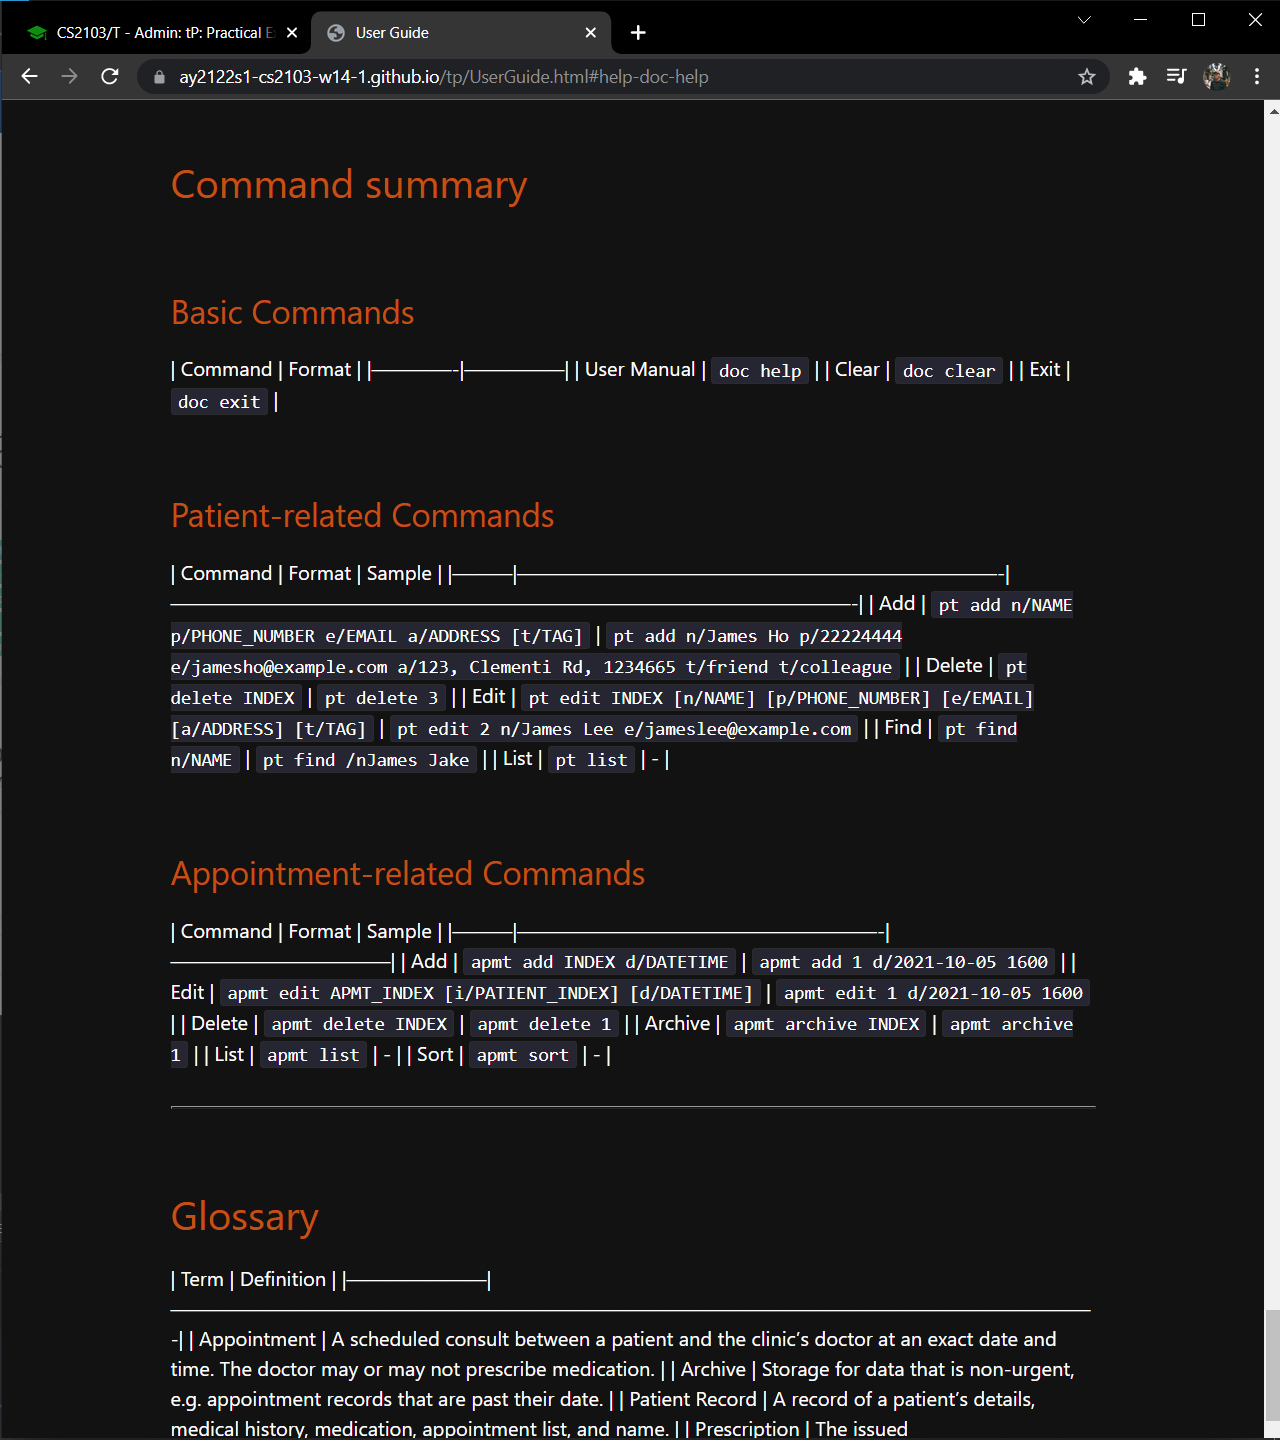 CS2103/T - Admin: tP: Practical E
User Guide
ay2122s1-cs2103-w14-1.github.io/tp/UserGuide.html#help-doc-help
Command summary
Basic Commands
| Command | Format | |————-|—————| | User Manual | doc help | | Clear | doc clear | | Exit |
doc exit |
Patient-related Commands
| Command | Format | Sample | |———|————————————————————————-|
——————————————————————————————————-| | Add | pt add n/NAME
p/PHONE_NUMBER e/EMAIL a/ADDRESS [t/TAG] | pt add n/James Ho p/22224444
e/jamesho@example.com a/123, Clementi Rd, 1234665 t/friend t/colleague | | Delete | pt
delete INDEX | pt delete 3 | | Edit | pt edit INDEX [n/NAME] [p/PHONE_NUMBER] [e/EMAIL]
[a/ADDRESS] [t/TAG] | pt edit 2 n/James Lee e/jameslee@example.com | | Find | pt find
n/NAME | pt find /nJames Jake | | List | pt list | - |
Appointment-related Commands
| Command | Format | Sample | |———|——————————————————-|
———————————| | Add | apmt add INDEX d/DATETIME | apmt add 1 d/2021-10-05 1600 | |
Edit | apmt edit APMT_INDEX [i/PATIENT_INDEX] [d/DATETIME] | apmt edit 1 d/2021-10-05 1600
| | Delete | apmt delete INDEX | apmt delete 1 | | Archive | apmt archive INDEX | apmt archive
1 | | List | apmt list | - | | Sort | apmt sort | - |
Glossary
| Term | Definition | |———————|
——————————————————————————————————————————————
-| | Appointment | A scheduled consult between a patient and the clinic’s doctor at an exact date and
time. The doctor may or may not prescribe medication. | | Archive | Storage for data that is non-urgent,
e.g. appointment records that are past their date. | | Patient Record | A record of a patient’s details,
medical history, medication, appointment list, and name. | | Prescription | The issued